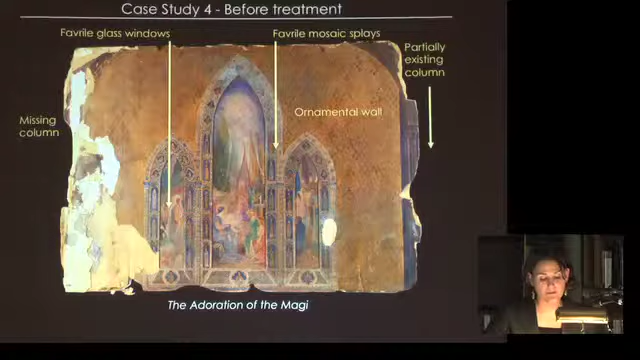 Case Study 4 - Before treatment
Favrile glass windows
Favrile mosaic splays
Partially
existing
column
Missing
column
Ornamental wall
The Adoration of the Magi